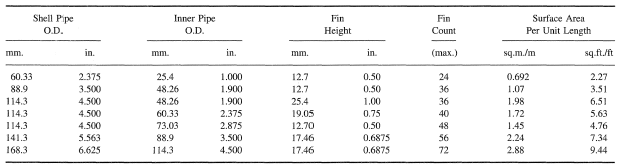 Shell Pipe O.D. Inner Pipe O.D. Fin Height Fin Count Surface Area Per Unit Length
mm. in. mm. in. mm. in. (max.) sq.m./m sq.ft./ft
60.33 2.375 25.4 1.000 12.7 0.50 24 0.692 2.27
88.9 3.500 48.26 1.900 12.7 0.50 36 1.07 3.51
114.3 4.500 48.26 1.900 25.4 1.00 36 1.98 6.51
114.3 4.500 60.33 2.375 19.05 0.75 40 1.72 5.63
114.3 4.500 73.03 2.875 12.70 0.50 48 1.45 4.76
141.3 5.563 88.9 3.500 17.46 0.6875 56 2.24 7.34
168.3 6.625 114.3 4.500 17.46 0.6875 72 2.88 9.44